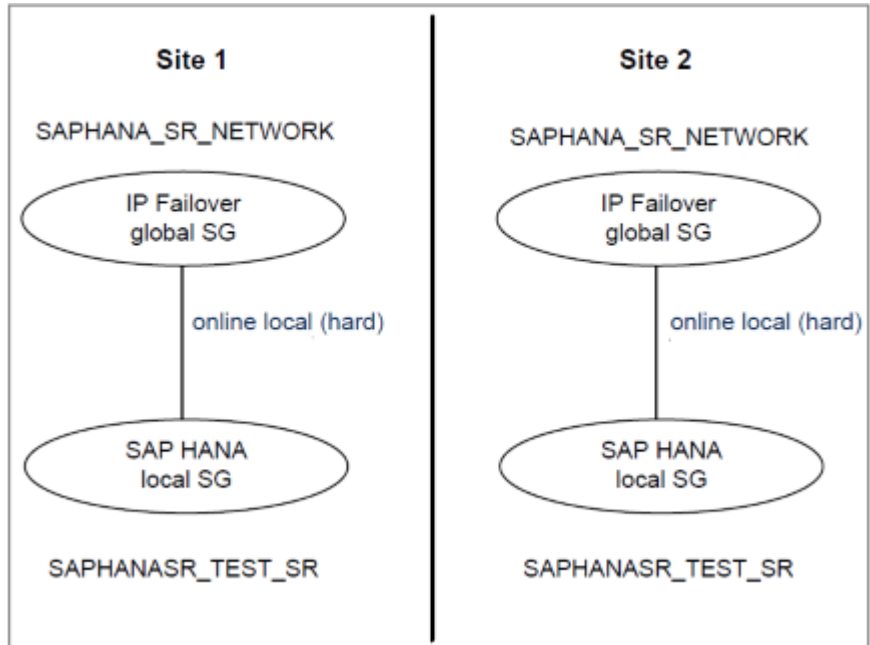 Site 1
SAPHANA_SR_NETWORK
IP Failover
global SG
online local (hard)
SAP HANA
local SG
SAPHANASR_TEST_SR
Site 2
SAPHANA_SR_NETWORK
IP Failover
global SG
online local (hard)
SAP HANA
local SG
SAPHANASR_TEST_SR